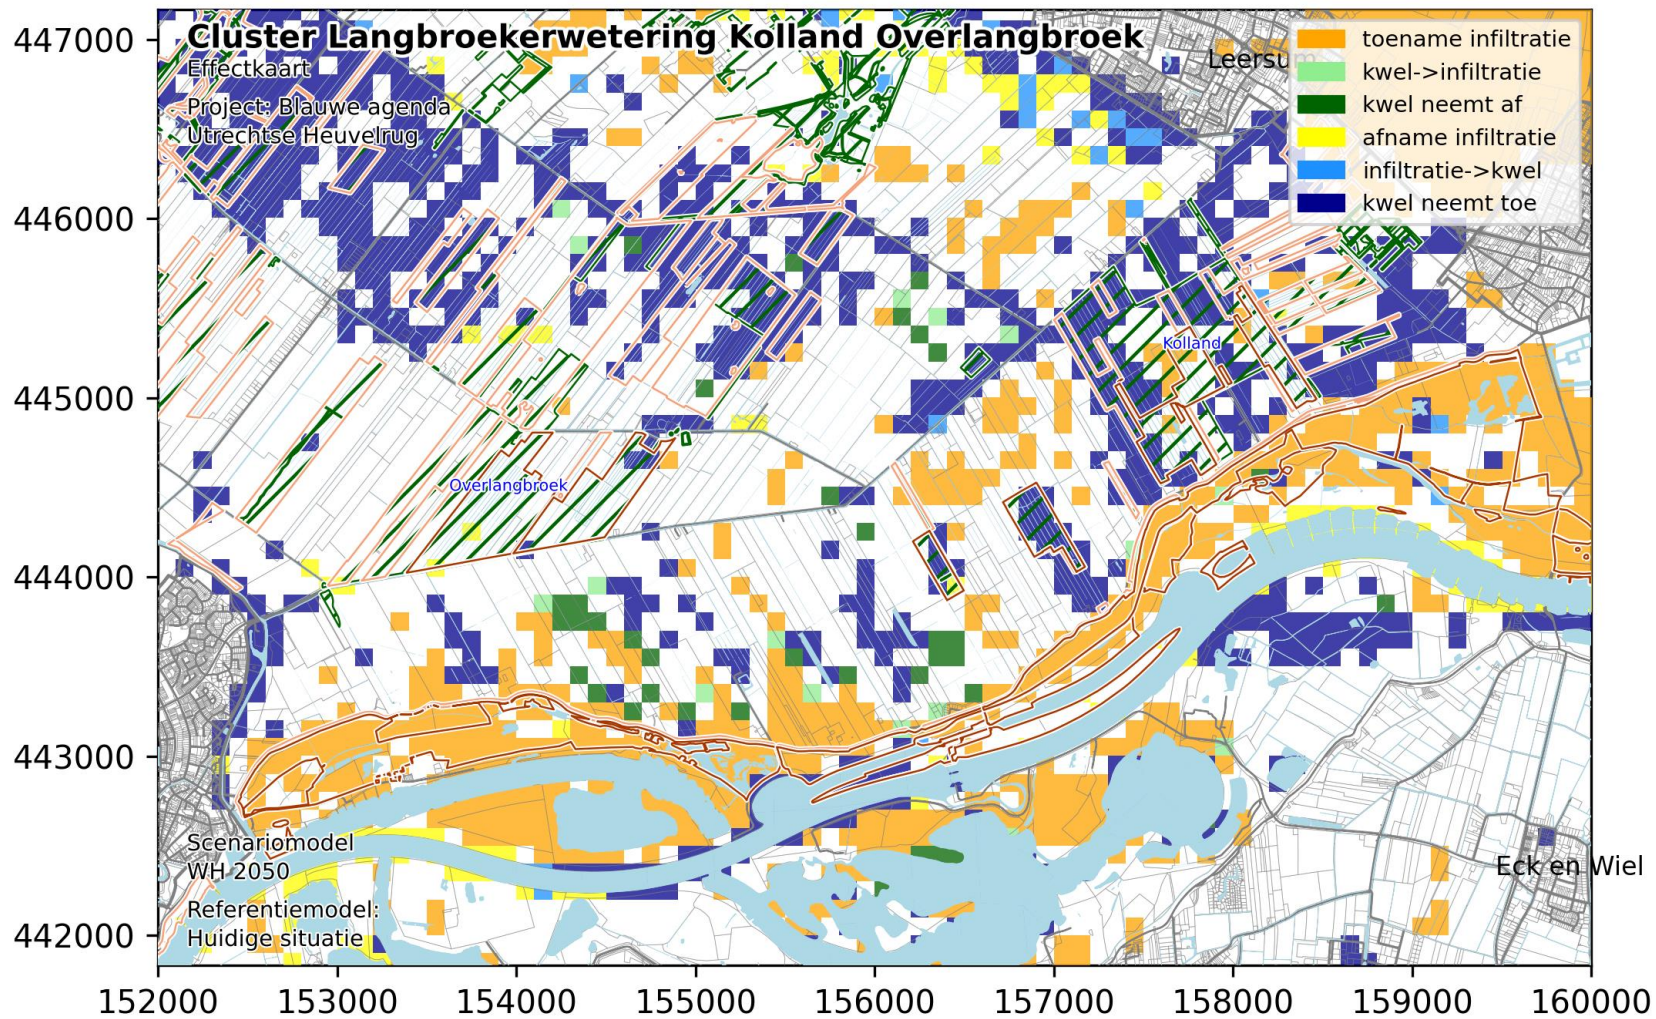 Cluster Langbroekerwetering Kolland Overlangbroek
Effectkaart
Project: Blauwe agenda
Utrechtse Heuvelrug
Leersum
toename infiltratie
kwel->infiltratie
kwel neemt af
afname infiltratie
infiltratie->kwel
kwel neemt toe
Kolland
Overlangbroek
Scenariomodel
WH 2050
Referentiemodel:
Huidige situatie
Eck en Wiel
447000
446000
445000
444000
443000
442000
152000 153000 154000 155000 156000 157000 158000 159000 160000